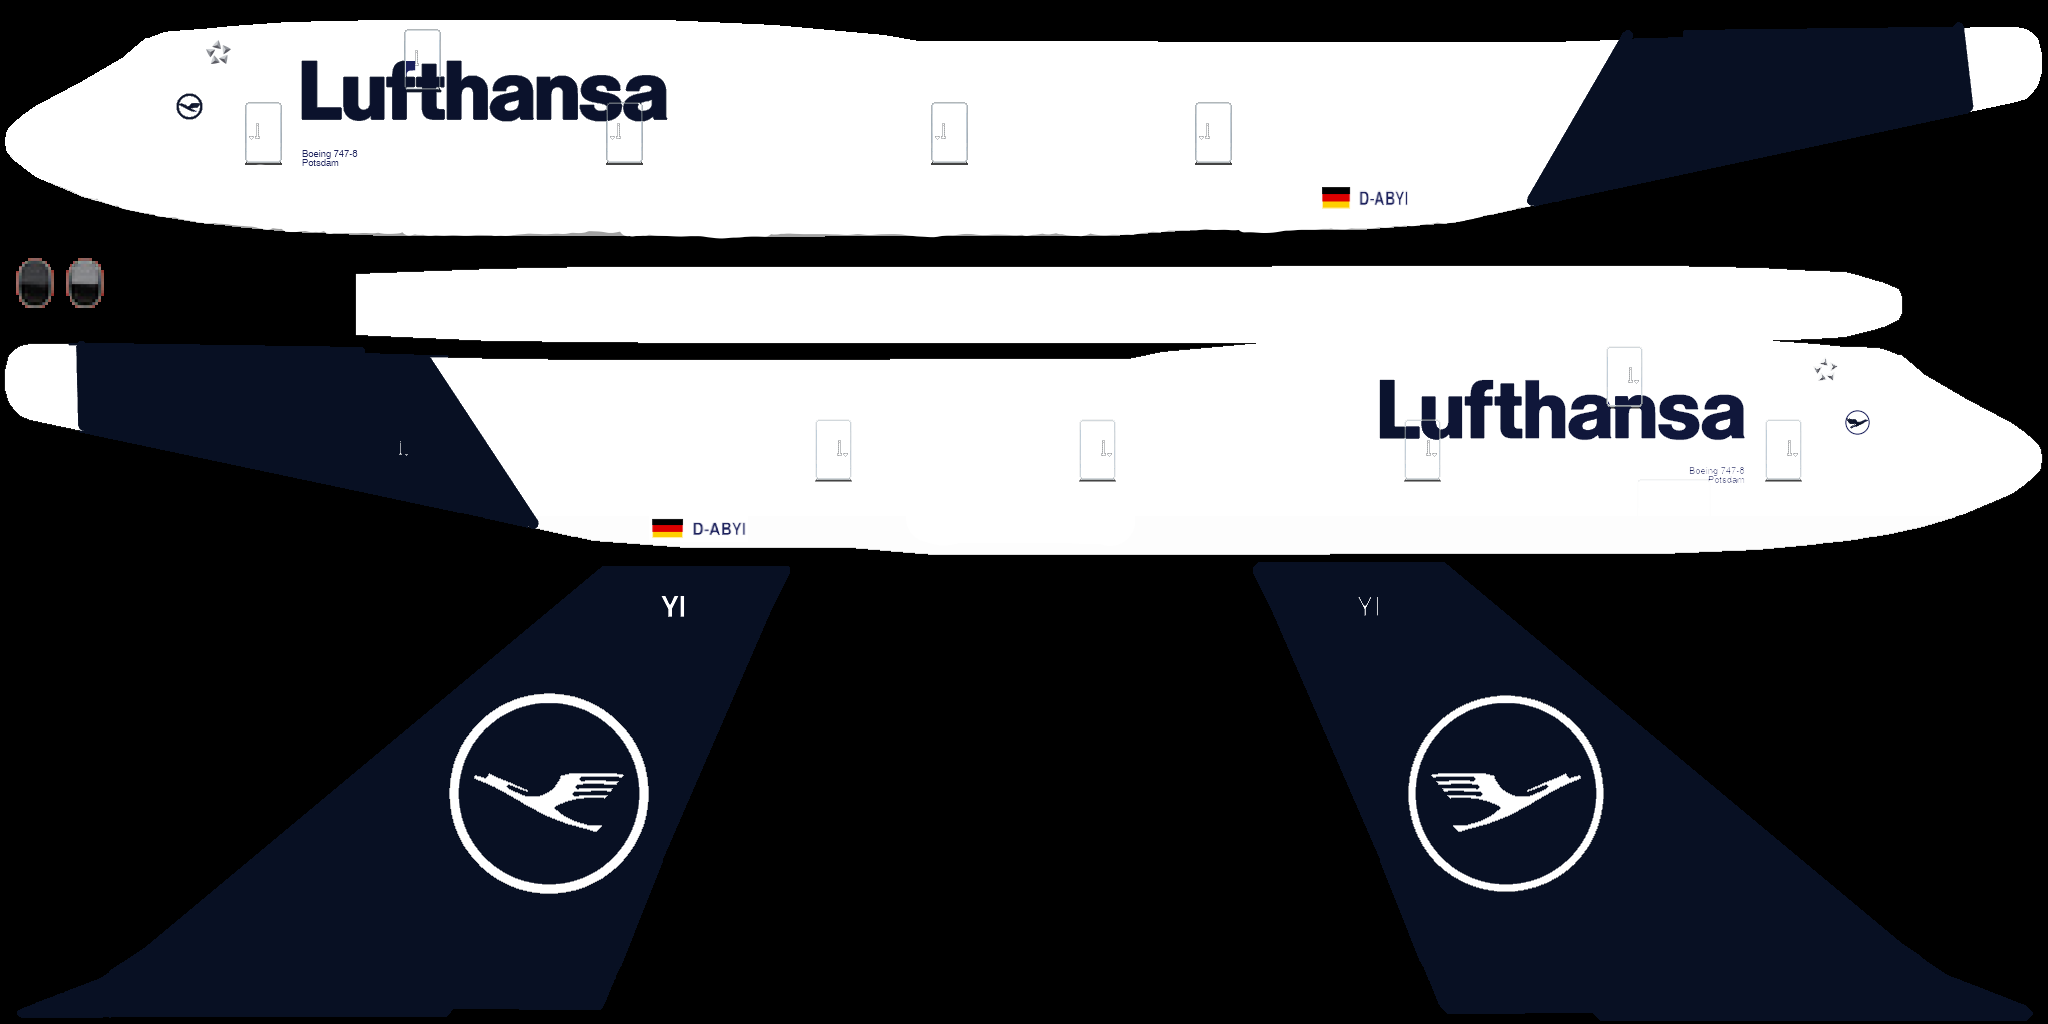 Lufthansa
Boeing 747-8
Potsdam
D-ABYI
Lufthansa
Boeing 747-8
Potsdam
D-ABYI
YI
YI